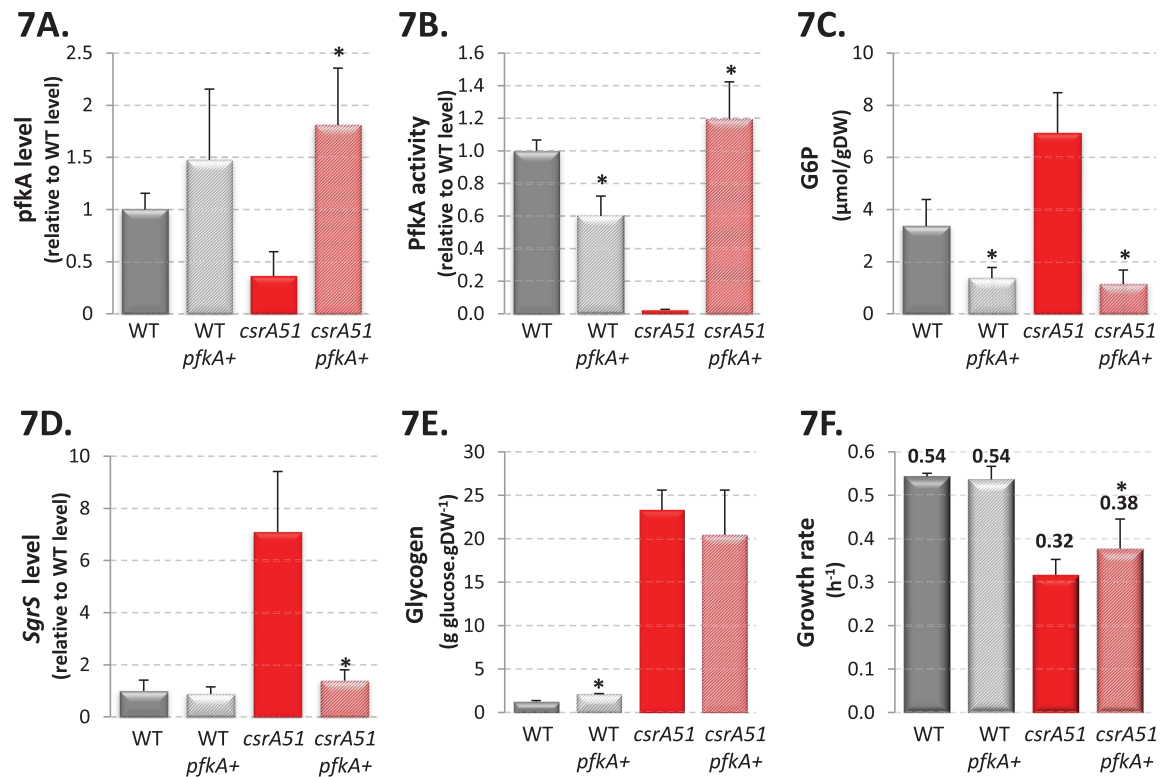 7A.
pfkA level
(relative to WT level)
2.5
2
1.5
1
0.5
0
*
WT
WT
csrA51
csrA51
pfkA+
pfkA+
7B.
PfkA activity
(relative to WT level)
1.6
1.4
1.2
1.0
0.8
0.6
0.4
0.2
0.0
*
*
WT
WT
csrA51
csrA51
pfkA+
pfkA+
7C.
G6P
(µmol/gDW)
10
8
6
4
2
0
*
*
WT
WT
csrA51
csrA51
pfkA+
pfkA+
7D.
SgrS level
(relative to WT level)
10
8
6
4
2
0
*
WT
WT
csrA51
csrA51
pfkA+
pfkA+
7E.
Glycogen
(g glucose.gDW⁻¹)
30
25
20
15
10
5
0
*
WT
WT
csrA51
csrA51
pfkA+
pfkA+
7F.
Growth rate
(h⁻¹)
0.6
0.5
0.4
0.3
0.2
0.1
0.0
0.54
0.54
0.32
*
0.38
WT
WT
csrA51
csrA51
pfkA+
pfkA+